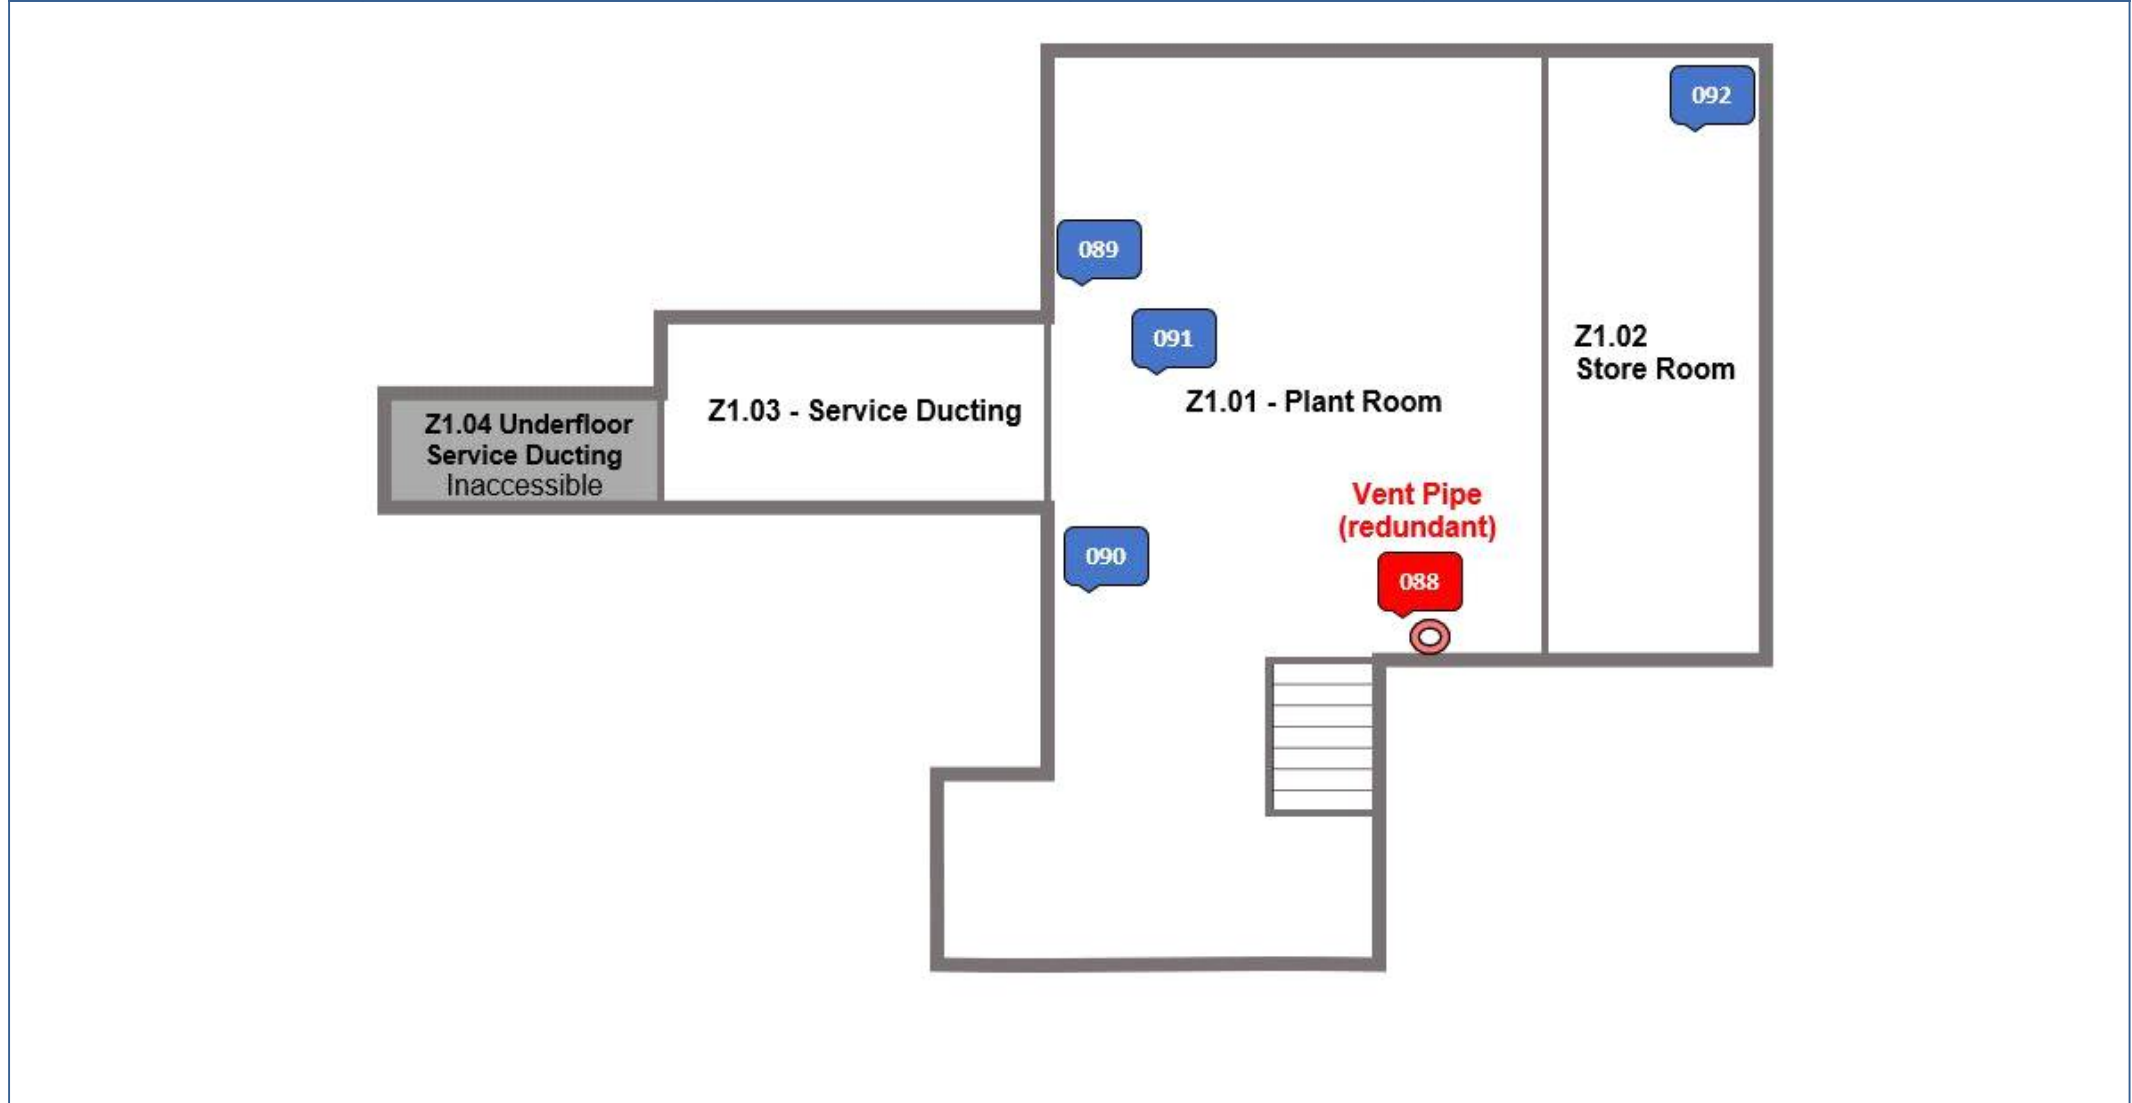 092
089
091
Z1.02
Store Room
Z1.01 - Plant Room
Z1.03 - Service Ducting
Z1.04 Underfloor
Service Ducting
Inaccessible
Vent Pipe
(redundant)
090
088